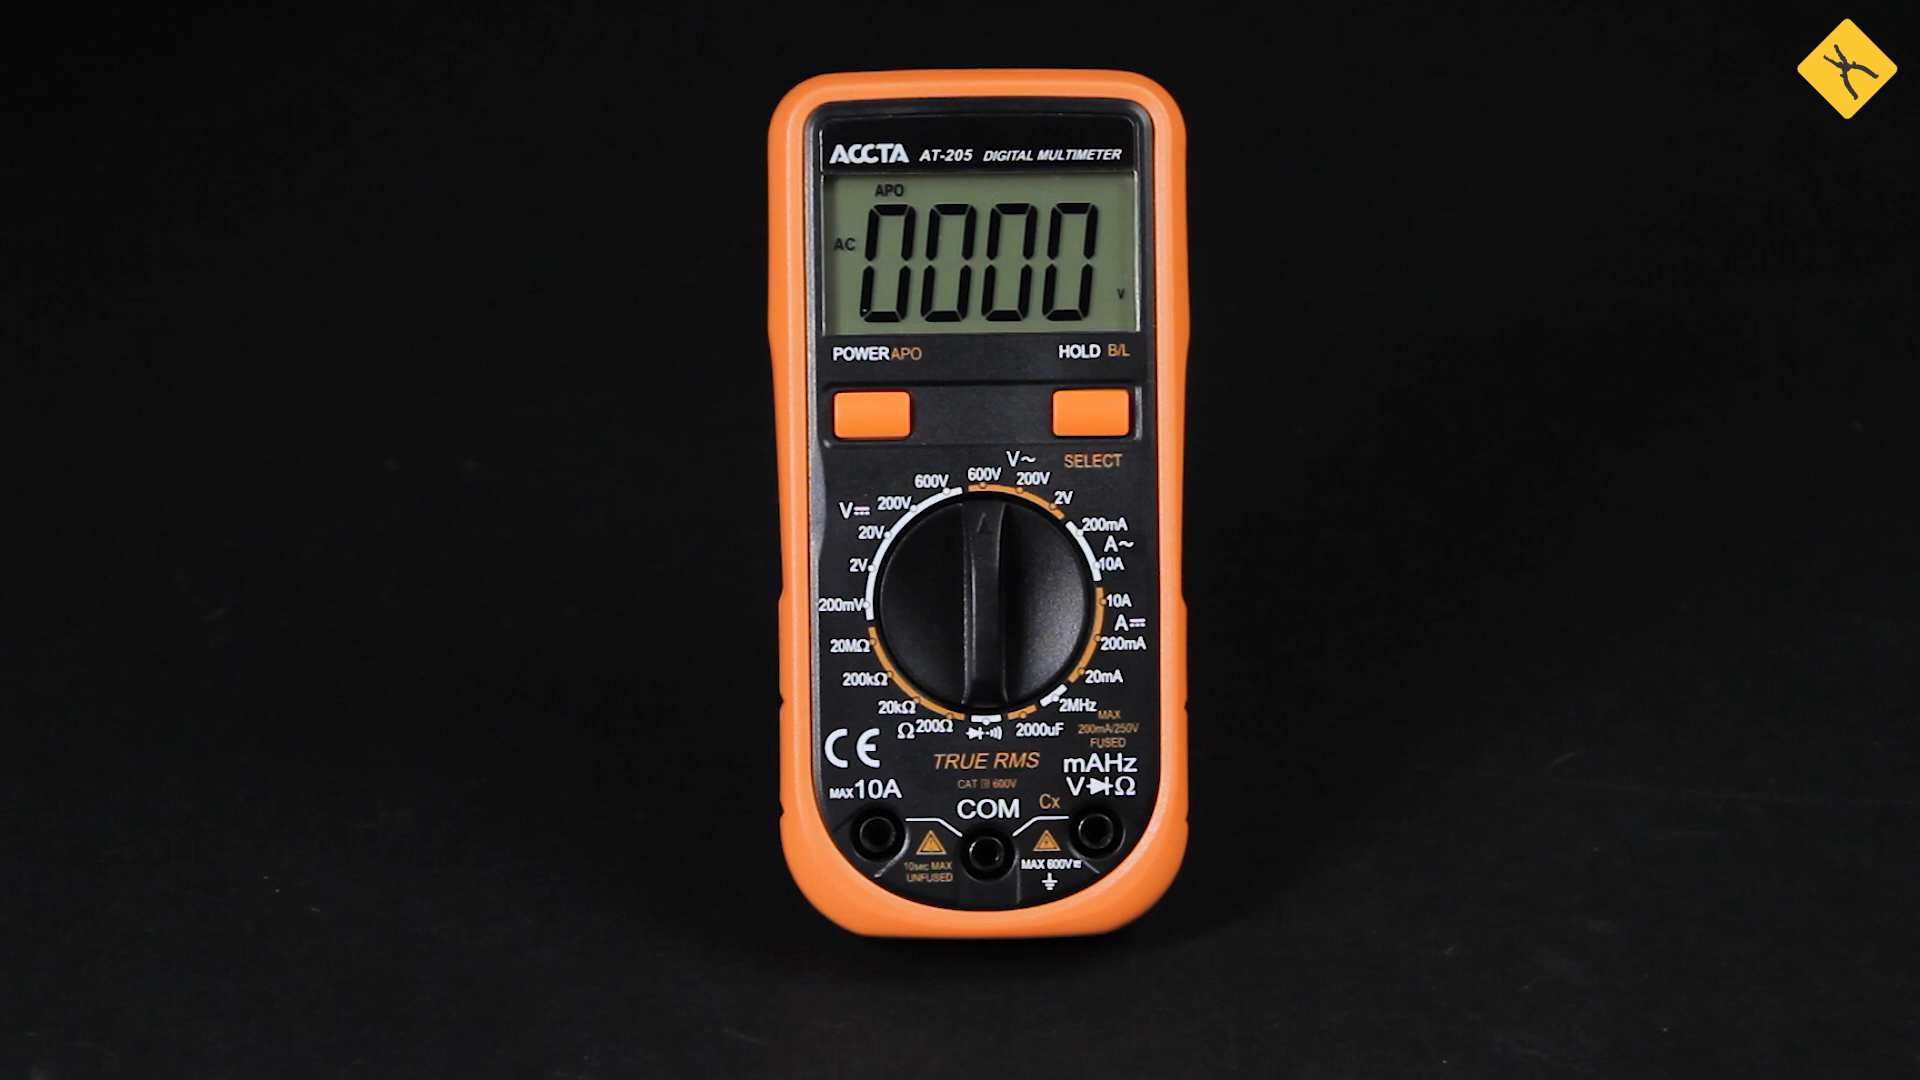 ACCTA AT-205 DIGITAL MULTIMETER
APO
AC 0000 V
POWER APO HOLD B/L
SELECT
V~
600V 600V 200V
V⎓ 200V 2V
20V 200mA
A~
2V 10A
200mV 10A
A⎓
20MΩ 200mA
200kΩ 20mA
20kΩ 2MHz
Ω 200Ω 2000uF
MAX
200mA/250V
FUSED
CE TRUE RMS mAHz
CAT 600V
MAX 10A COM Cx V Ω
10sec MAX MAX 600V
UNFUSED